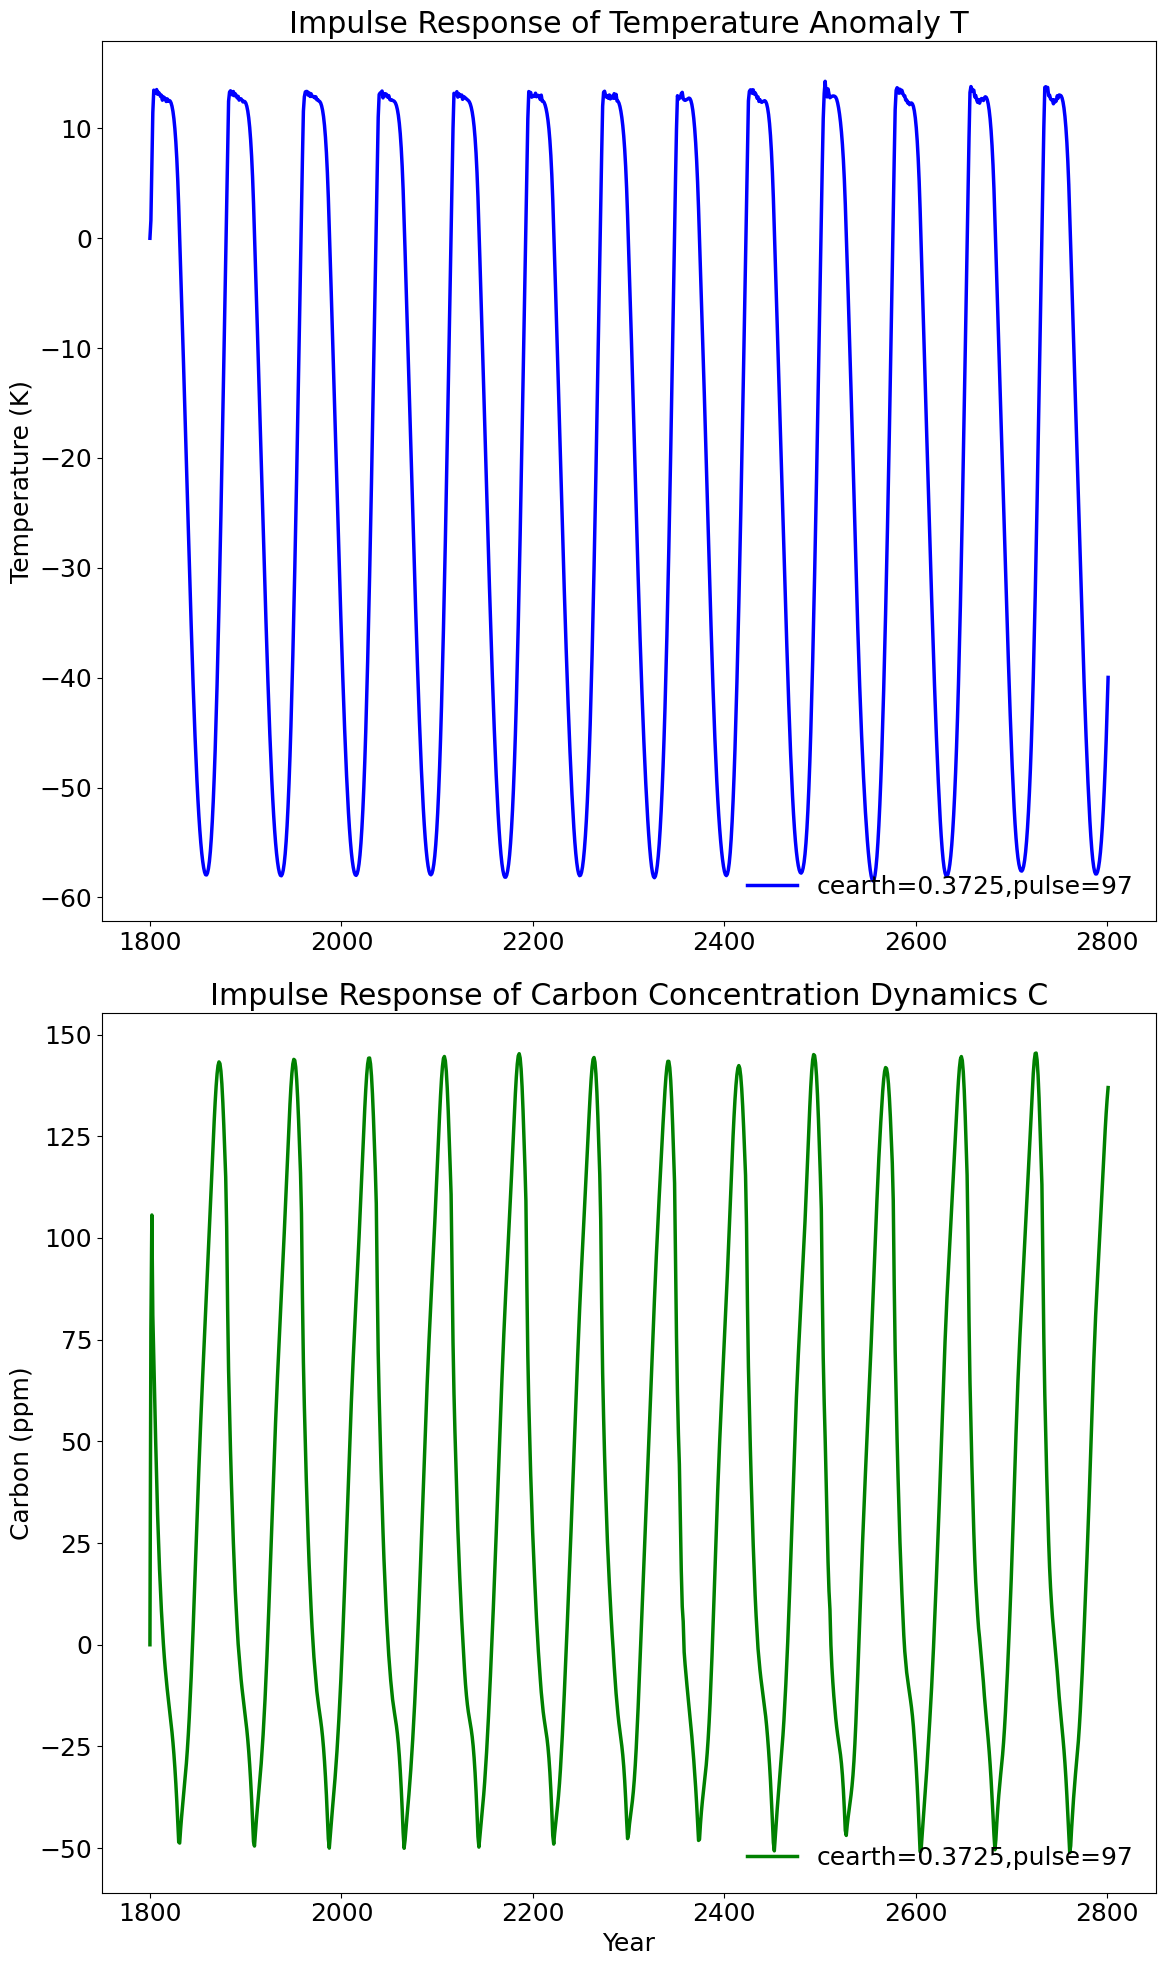 Impulse Response of Temperature Anomaly T
Temperature (K)
10
0
−10
−20
−30
−40
−50
−60
cearth=0.3725,pulse=97
1800 2000 2200 2400 2600 2800
Impulse Response of Carbon Concentration Dynamics C
Carbon (ppm)
150
125
100
75
50
25
0
−25
−50
cearth=0.3725,pulse=97
1800 2000 2200 2400 2600 2800
Year